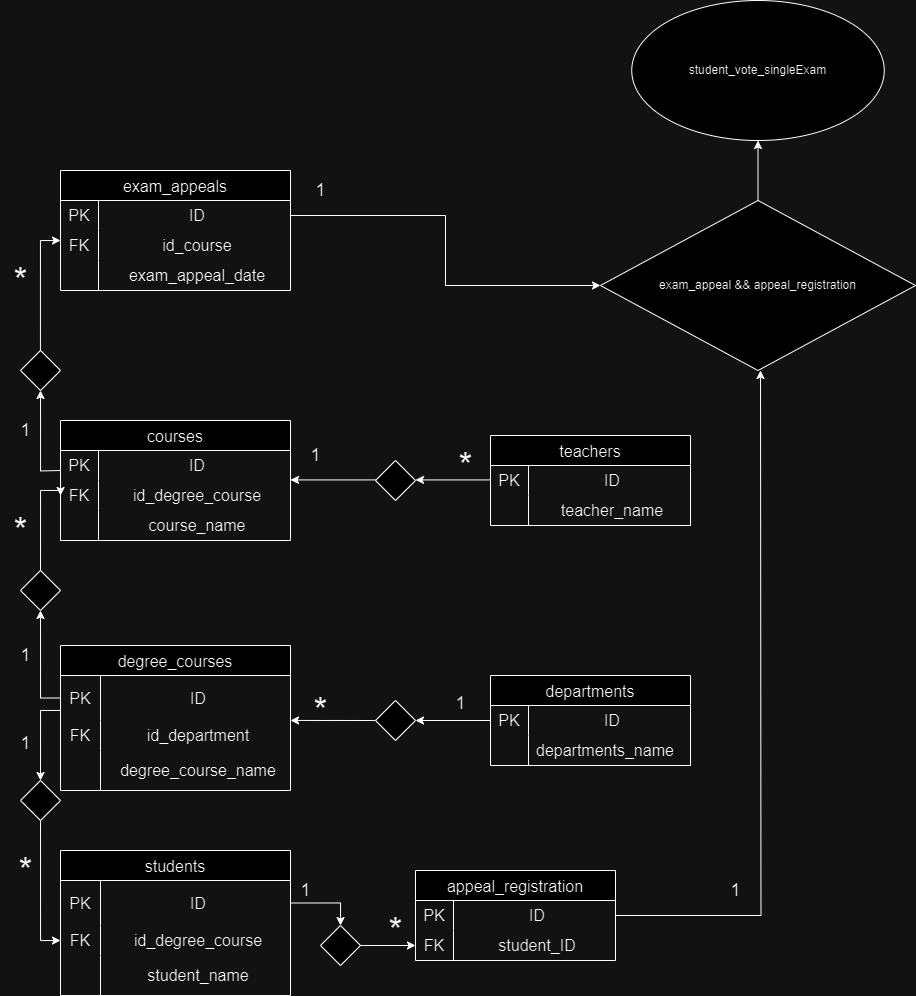 student_vote_singleExam
exam_appeals
1
PK ID
FK id_course
exam_appeal_date
*
exam_appeal && appeal_registration
1
courses
PK ID
FK id_degree_course
course_name
*
1
*
teachers
PK ID
teacher_name
1
degree_courses
PK ID
FK id_department
degree_course_name
1
*
1
departments
PK ID
departments_name
*
students
PK ID
FK id_degree_course
student_name
1
*
appeal_registration
PK ID
FK student_ID
1